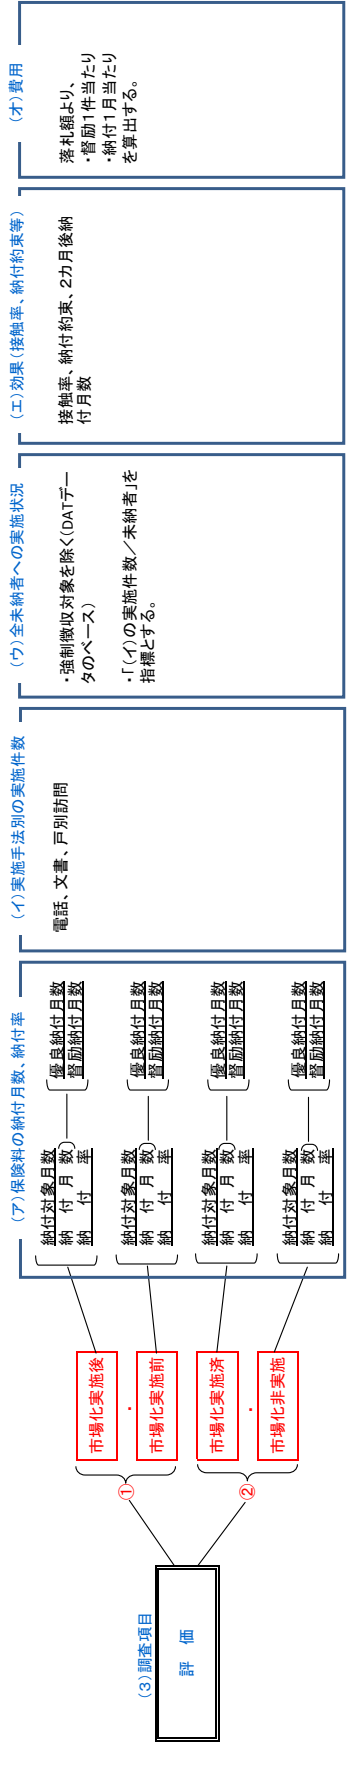 (3)調査項目
評　価
①
市場化実施後
・
市場化実施前
②
市場化実施済
・
市場化非実施
(ア)保険料の納付月数、納付率
納付対象月数
納　付　月　数
納　　付　　率
優良納付月数
督励納付月数
納付対象月数
納　付　月　数
納　　付　　率
優良納付月数
督励納付月数
納付対象月数
納　付　月　数
納　　付　　率
優良納付月数
督励納付月数
納付対象月数
納　付　月　数
納　　付　　率
優良納付月数
督励納付月数
(イ)実施手法別の実施件数
電話、文書、戸別訪問
(ウ)全未納者への実施状況
・強制徴収対象を除く(DATデー
タのベース)
・「(イ)の実施件数／未納者」を
指標とする。
(エ)効果(接触率、納付約束等)
接触率、納付約束、2カ月後納
付月数
(オ)費用
落札額より、
・督励1件当たり
・納付1月当たり
を算出する。